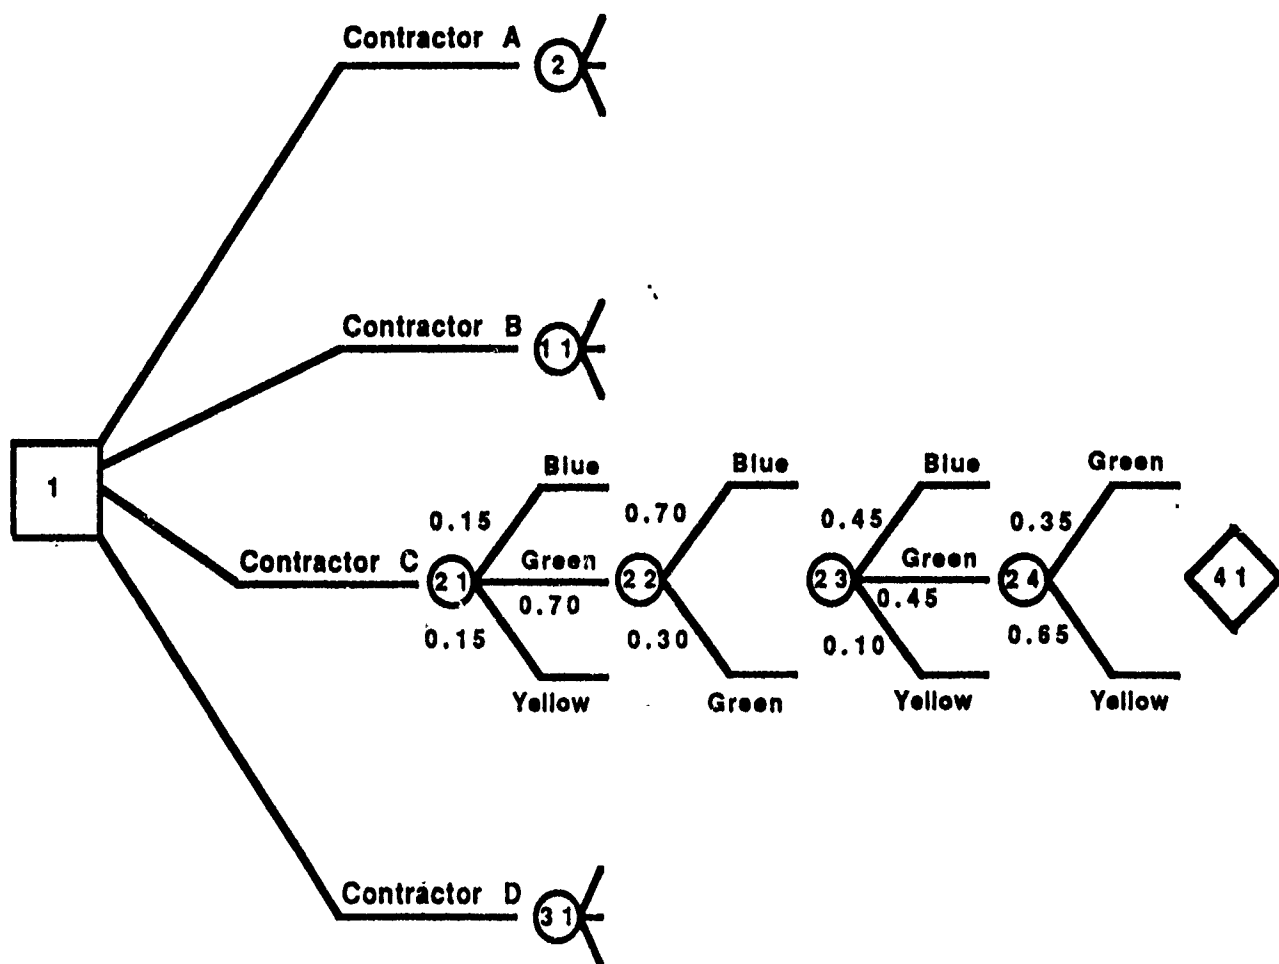 Contractor A
2
Contractor B
11
1
Blue
Blue
Blue
Green
0.15
0.70
0.45
0.35
Contractor C
21
Green
22
23
Green
24
41
0.70
0.45
0.15
0.30
0.10
0.65
Yellow
Green
Yellow
Yellow
Contractor D
31